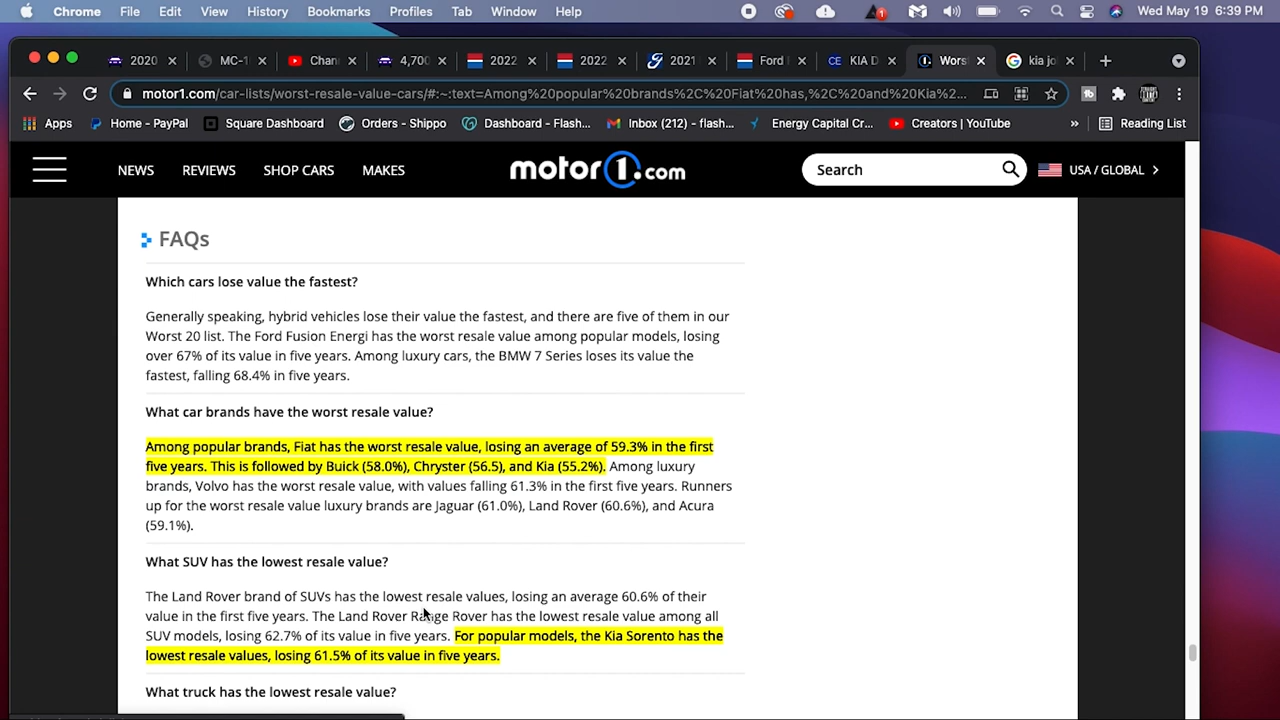 Chrome File Edit View History Bookmarks Profiles Tab Window Help Wed May 19 6:39 PM
2020 MC-1 Chan 4,700 2022 2022 2021 Ford KIA D Worst kia jo
motor1.com/car-lists/worst-resale-value-cars/#:~:text=Among%20popular%20brands%2C%20Fiat%20has,%2C%20and%20Kia%2...
Apps Home - PayPal Square Dashboard Orders - Shippo Dashboard - Flash... Inbox (212) - flash... Energy Capital Cr... Creators | YouTube » Reading List
NEWS REVIEWS SHOP CARS MAKES motor1.com Search USA / GLOBAL
FAQs
Which cars lose value the fastest?
Generally speaking, hybrid vehicles lose their value the fastest, and there are five of them in our
Worst 20 list. The Ford Fusion Energi has the worst resale value among popular models, losing
over 67% of its value in five years. Among luxury cars, the BMW 7 Series loses its value the
fastest, falling 68.4% in five years.
What car brands have the worst resale value?
Among popular brands, Fiat has the worst resale value, losing an average of 59.3% in the first
five years. This is followed by Buick (58.0%), Chryster (56.5), and Kia (55.2%). Among luxury
brands, Volvo has the worst resale value, with values falling 61.3% in the first five years. Runners
up for the worst resale value luxury brands are Jaguar (61.0%), Land Rover (60.6%), and Acura
(59.1%).
What SUV has the lowest resale value?
The Land Rover brand of SUVs has the lowest resale values, losing an average 60.6% of their
value in the first five years. The Land Rover Range Rover has the lowest resale value among all
SUV models, losing 62.7% of its value in five years. For popular models, the Kia Sorento has the
lowest resale values, losing 61.5% of its value in five years.
What truck has the lowest resale value?